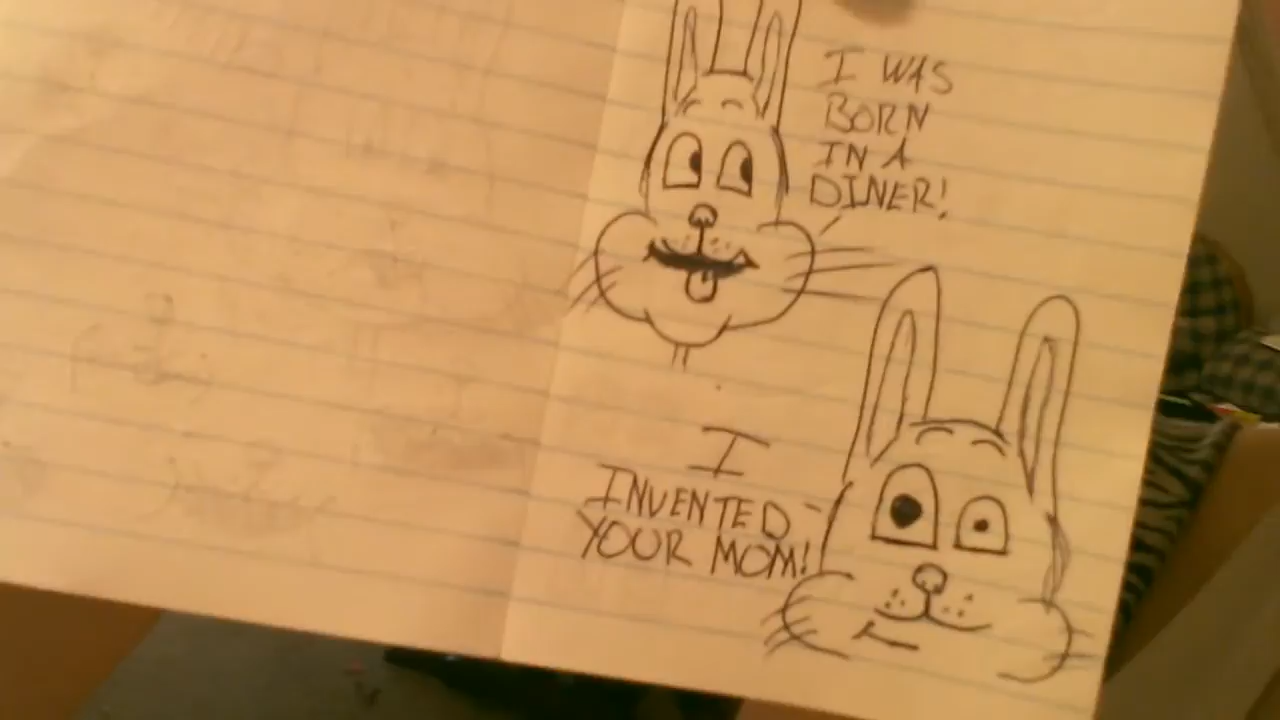 I WAS
BORN
IN A
DINER!
I
INVENTED
YOUR MOM!